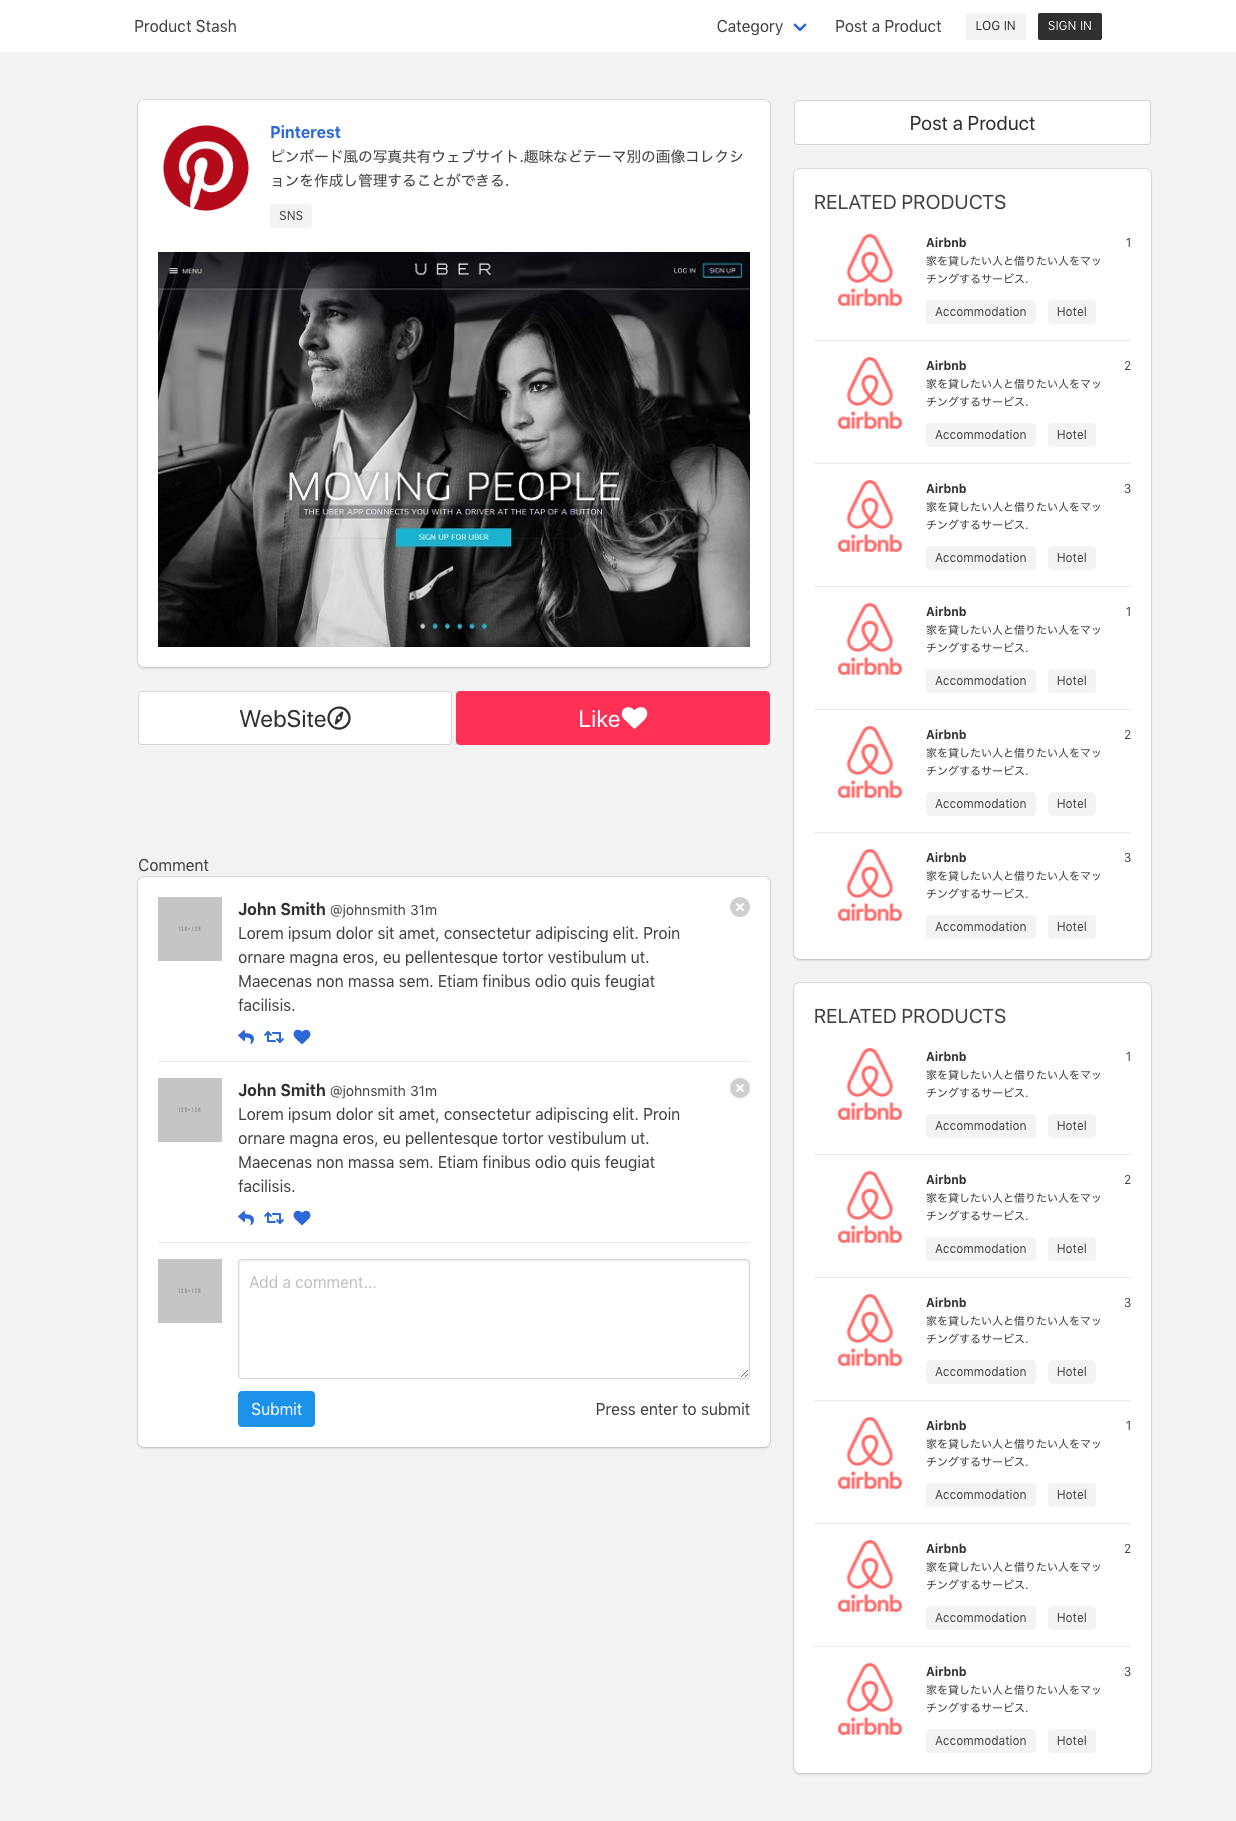 Product Stash
Category
Post a Product
LOG IN
SIGN IN
Pinterest
ピンボード風の写真共有ウェブサイト.趣味などテーマ別の画像コレクシ
ョンを作成し管理することができる.
SNS
MENU
UBER
LOG IN
SIGN UP
MOVING PEOPLE
THE UBER APP CONNECTS YOU WITH A DRIVER AT THE TAP OF A BUTTON
SIGN UP FOR UBER
WebSite
Like
Comment
128×128
John Smith @johnsmith 31m
Lorem ipsum dolor sit amet, consectetur adipiscing elit. Proin
ornare magna eros, eu pellentesque tortor vestibulum ut.
Maecenas non massa sem. Etiam finibus odio quis feugiat
facilisis.
128×128
John Smith @johnsmith 31m
Lorem ipsum dolor sit amet, consectetur adipiscing elit. Proin
ornare magna eros, eu pellentesque tortor vestibulum ut.
Maecenas non massa sem. Etiam finibus odio quis feugiat
facilisis.
128×128
Add a comment...
Submit
Press enter to submit
Post a Product
RELATED PRODUCTS
airbnb
Airbnb 1
家を貸したい人と借りたい人をマッ
チングするサービス.
Accommodation Hotel
airbnb
Airbnb 2
家を貸したい人と借りたい人をマッ
チングするサービス.
Accommodation Hotel
airbnb
Airbnb 3
家を貸したい人と借りたい人をマッ
チングするサービス.
Accommodation Hotel
airbnb
Airbnb 1
家を貸したい人と借りたい人をマッ
チングするサービス.
Accommodation Hotel
airbnb
Airbnb 2
家を貸したい人と借りたい人をマッ
チングするサービス.
Accommodation Hotel
airbnb
Airbnb 3
家を貸したい人と借りたい人をマッ
チングするサービス.
Accommodation Hotel
RELATED PRODUCTS
airbnb
Airbnb 1
家を貸したい人と借りたい人をマッ
チングするサービス.
Accommodation Hotel
airbnb
Airbnb 2
家を貸したい人と借りたい人をマッ
チングするサービス.
Accommodation Hotel
airbnb
Airbnb 3
家を貸したい人と借りたい人をマッ
チングするサービス.
Accommodation Hotel
airbnb
Airbnb 1
家を貸したい人と借りたい人をマッ
チングするサービス.
Accommodation Hotel
airbnb
Airbnb 2
家を貸したい人と借りたい人をマッ
チングするサービス.
Accommodation Hotel
airbnb
Airbnb 3
家を貸したい人と借りたい人をマッ
チングするサービス.
Accommodation Hotel